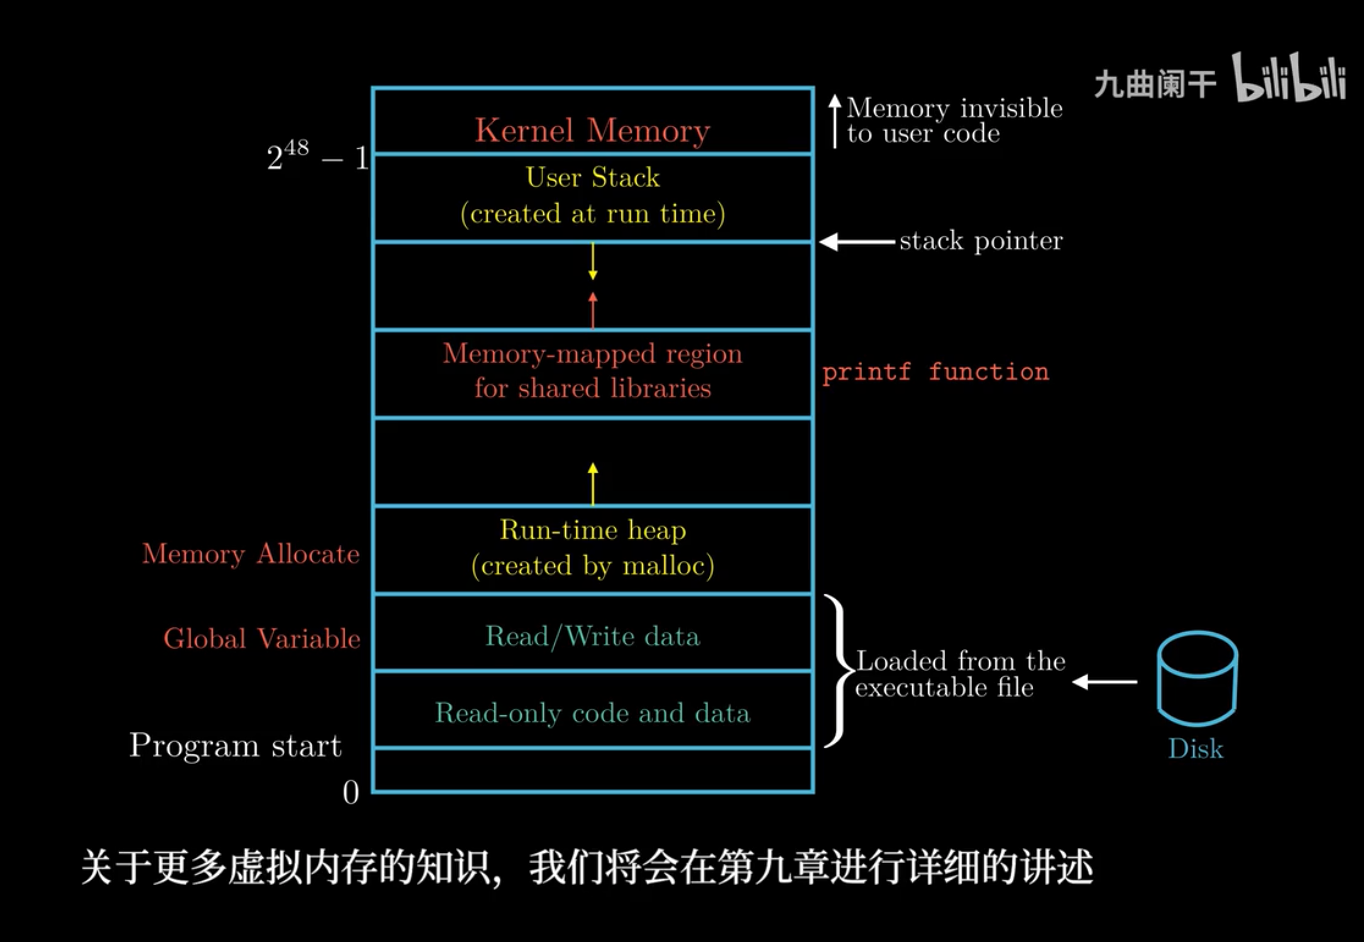 九曲阑干 bilibili
Kernel Memory
Memory invisible
to user code
2^48 − 1
User Stack
(created at run time)
stack pointer
Memory-mapped region
for shared libraries
printf function
Run-time heap
(created by malloc)
Memory Allocate
Global Variable
Read/Write data
Loaded from the
executable file
Read-only code and data
Program start
Disk
0
关于更多虚拟内存的知识，我们将会在第九章进行详细的讲述